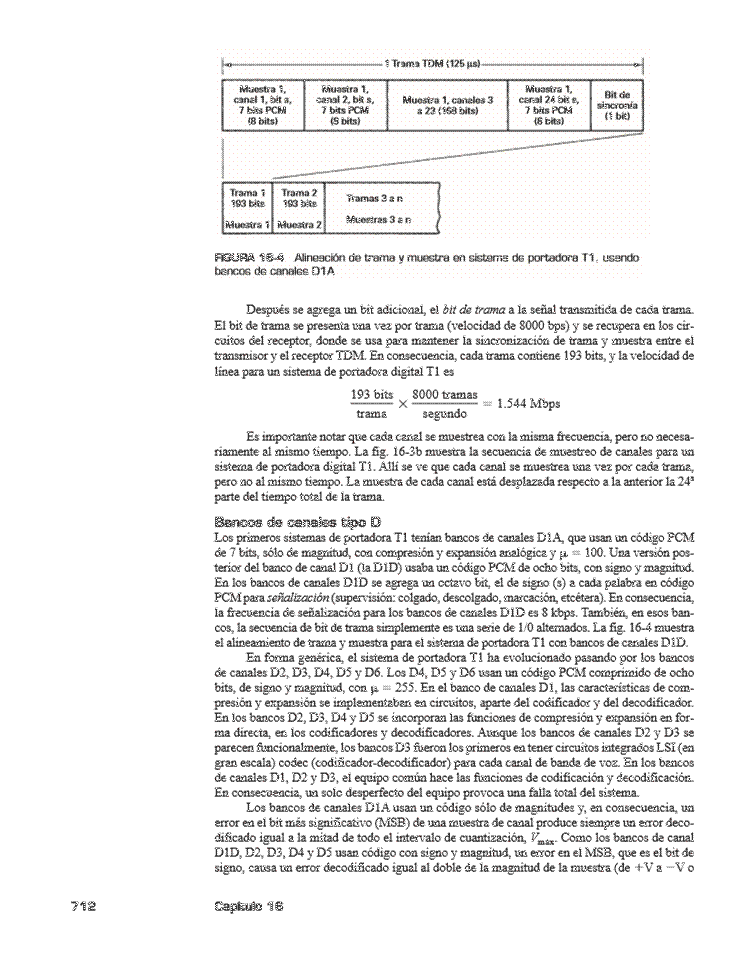 1 Trama TDM (125 µs)
Muestra 1, canal 1, bit s, 7 bits PCM (8 bits)
Muestra 1, canal 2, bit s, 7 bits PCM (8 bits)
Muestra 1, canales 3 a 23 (168 bits)
Muestra 1, canal 24 bit s, 7 bits PCM (8 bits)
Bit de sincronía (1 bit)
Trama 1 193 bits Muestra 1
Trama 2 193 bits Muestra 2
Tramas 3 a n Muestras 3 a n
FIGURA 16-4 Alineación de trama y muestra en sistema de portadora T1, usando
bancos de canales D1A
Después se agrega un bit adicional, el bit de trama a la señal transmitida de cada trama.
El bit de trama se presenta una vez por trama (velocidad de 8000 bps) y se recupera en los cir-
cuitos del receptor, donde se usa para mantener la sincronización de trama y muestra entre el
transmisor y el receptor TDM. En consecuencia, cada trama contiene 193 bits, y la velocidad de
línea para un sistema de portadora digital T1 es
193 bits / trama × 8000 tramas / segundo = 1.544 Mbps
Es importante notar que cada canal se muestrea con la misma frecuencia, pero no necesa-
riamente al mismo tiempo. La fig. 16-3b muestra la secuencia de muestreo de canales para un
sistema de portadora digital T1. Allí se ve que cada canal se muestrea una vez por cada trama,
pero no al mismo tiempo. La muestra de cada canal está desplazada respecto a la anterior la 24ª
parte del tiempo total de la trama.
Bancos de canales tipo D
Los primeros sistemas de portadora T1 tenían bancos de canales D1A, que usan un código PCM
de 7 bits, sólo de magnitud, con compresión y expansión analógica y µ = 100. Una versión pos-
terior del banco de canal D1 (la D1D) usaba un código PCM de ocho bits, con signo y magnitud.
En los bancos de canales D1D se agrega un octavo bit, el de signo (s) a cada palabra en código
PCM para señalización (supervisión: colgado, descolgado, marcación, etcétera). En consecuencia,
la frecuencia de señalización para los bancos de canales D1D es 8 kbps. También, en esos ban-
cos, la secuencia de bit de trama simplemente es una serie de 1/0 alternados. La fig. 16-4 muestra
el alineamiento de trama y muestra para el sistema de portadora T1 con bancos de canales D1D.
En forma genérica, el sistema de portadora T1 ha evolucionado pasando por los bancos
de canales D2, D3, D4, D5 y D6. Los D4, D5 y D6 usan un código PCM comprimido de ocho
bits, de signo y magnitud, con µ = 255. En el banco de canales D1, las características de com-
presión y expansión se implementaban en circuitos, aparte del codificador y del decodificador.
En los bancos D2, D3, D4 y D5 se incorporan las funciones de compresión y expansión en for-
ma directa, en los codificadores y decodificadores. Aunque los bancos de canales D2 y D3 se
parecen funcionalmente, los bancos D3 fueron los primeros en tener circuitos integrados LSI (en
gran escala) codec (codificador-decodificador) para cada canal de banda de voz. En los bancos
de canales D1, D2 y D3, el equipo común hace las funciones de codificación y decodificación.
En consecuencia, un solo desperfecto del equipo provoca una falla total del sistema.
Los bancos de canales D1A usan un código sólo de magnitudes y, en consecuencia, un
error en el bit más significativo (MSB) de una muestra de canal produce siempre un error deco-
dificado igual a la mitad de todo el intervalo de cuantización, Vmáx. Como los bancos de canal
D1D, D2, D3, D4 y D5 usan código con signo y magnitud, un error en el MSB, que es el bit de
signo, causa un error decodificado igual al doble de la magnitud de la muestra (de +V a −V o
712 Capítulo 16